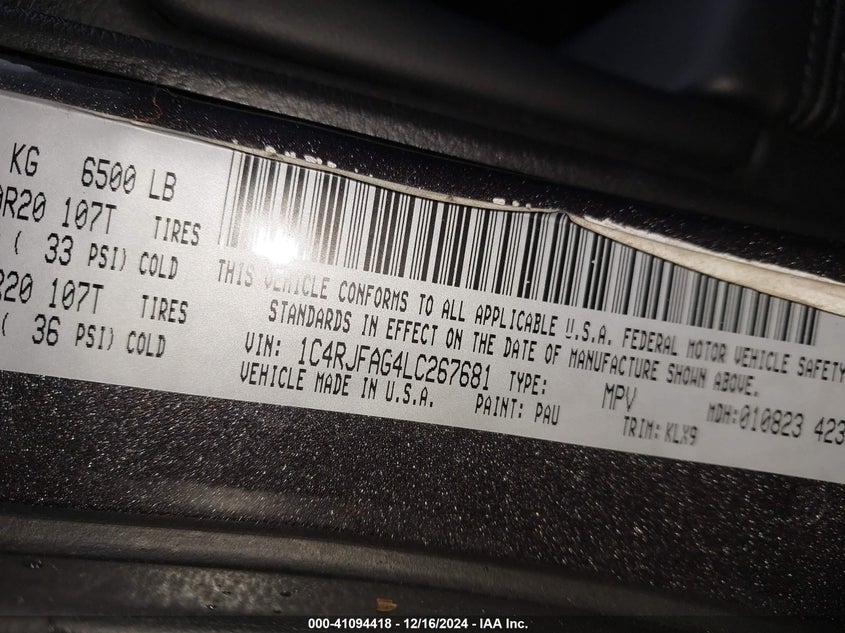 KG 6500 LB
R20 107T TIRES
( 33 PSI) COLD
R20 107T TIRES
( 36 PSI) COLD
THIS VEHICLE CONFORMS TO ALL APPLICABLE U.S.A. FEDERAL MOTOR VEHICLE SAFETY
STANDARDS IN EFFECT ON THE DATE OF MANUFACTURE SHOWN ABOVE.
VIN: 1C4RJFAG4LC267681 TYPE: MPV MDH:010823 423
VEHICLE MADE IN U.S.A. PAINT: PAU TRIM: KLX9
000-41094418 - 12/16/2024 - IAA Inc.